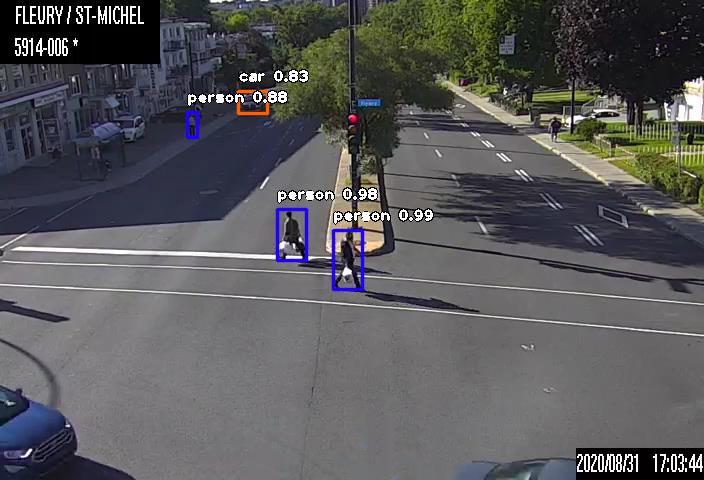 FLEURY / ST-MICHEL
5914-006 *
car 0.83
person 0.88
person 0.98
person 0.99
2020/08/31 17:03:44